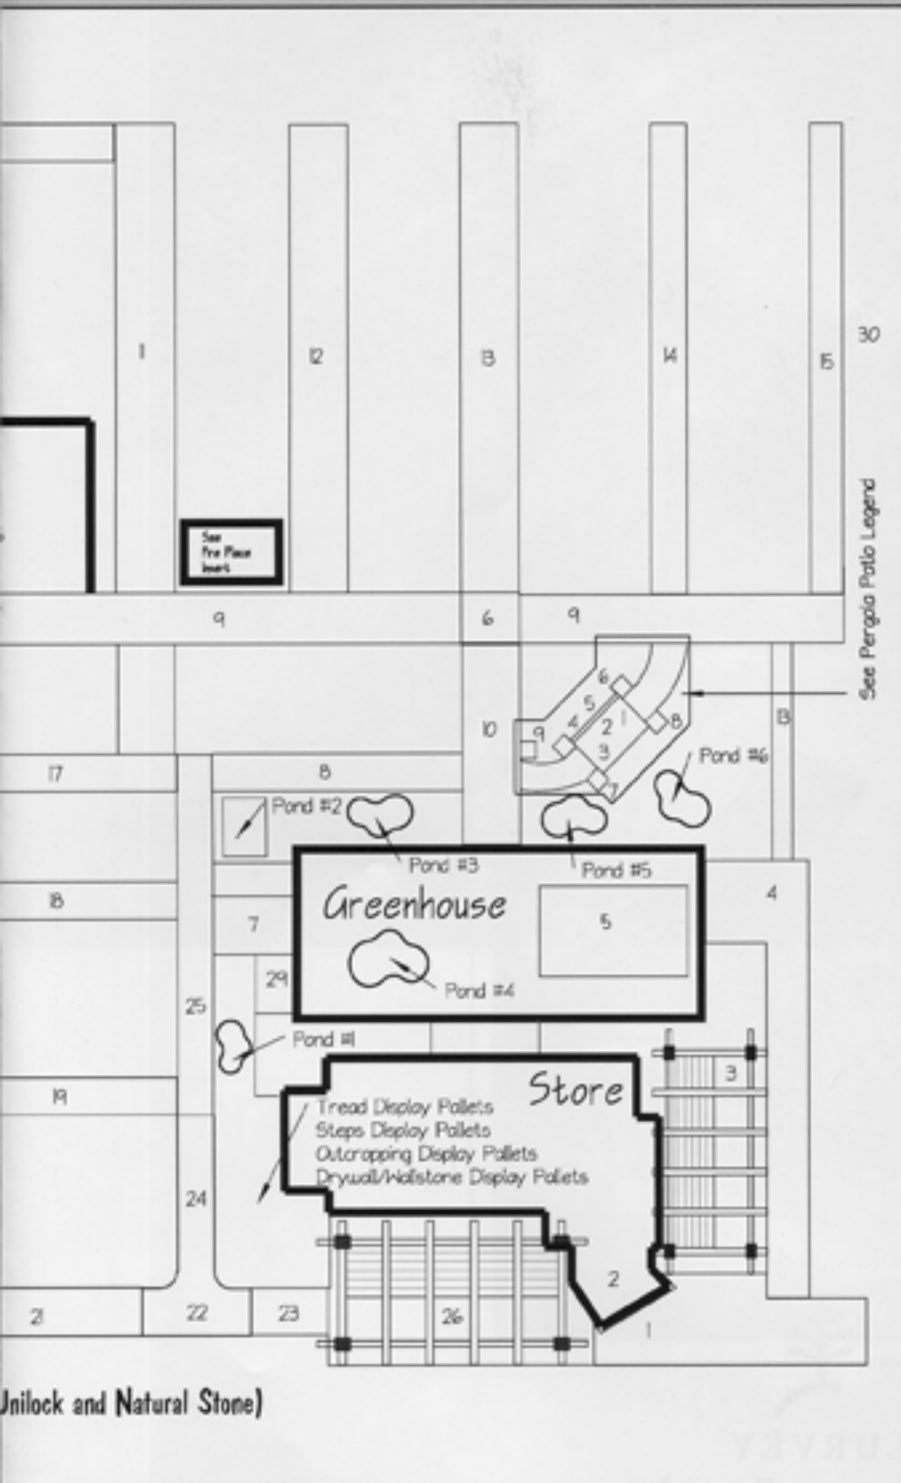 30
1
12
13
14
15
See
Fire Place
Insert
9
6
9
See Pergola Patio Legend
10
13
6
5
1
4
2
9
8
3
7
Pond #6
17
8
Pond #2
Pond #3
Pond #5
Greenhouse
18
7
5
4
29
Pond #4
25
Pond #1
3
19
Store
Tread Display Pallets
Steps Display Pallets
Outcropping Display Pallets
Drywall/Wallstone Display Pallets
24
2
21
22
23
26
1
Unilock and Natural Stone)